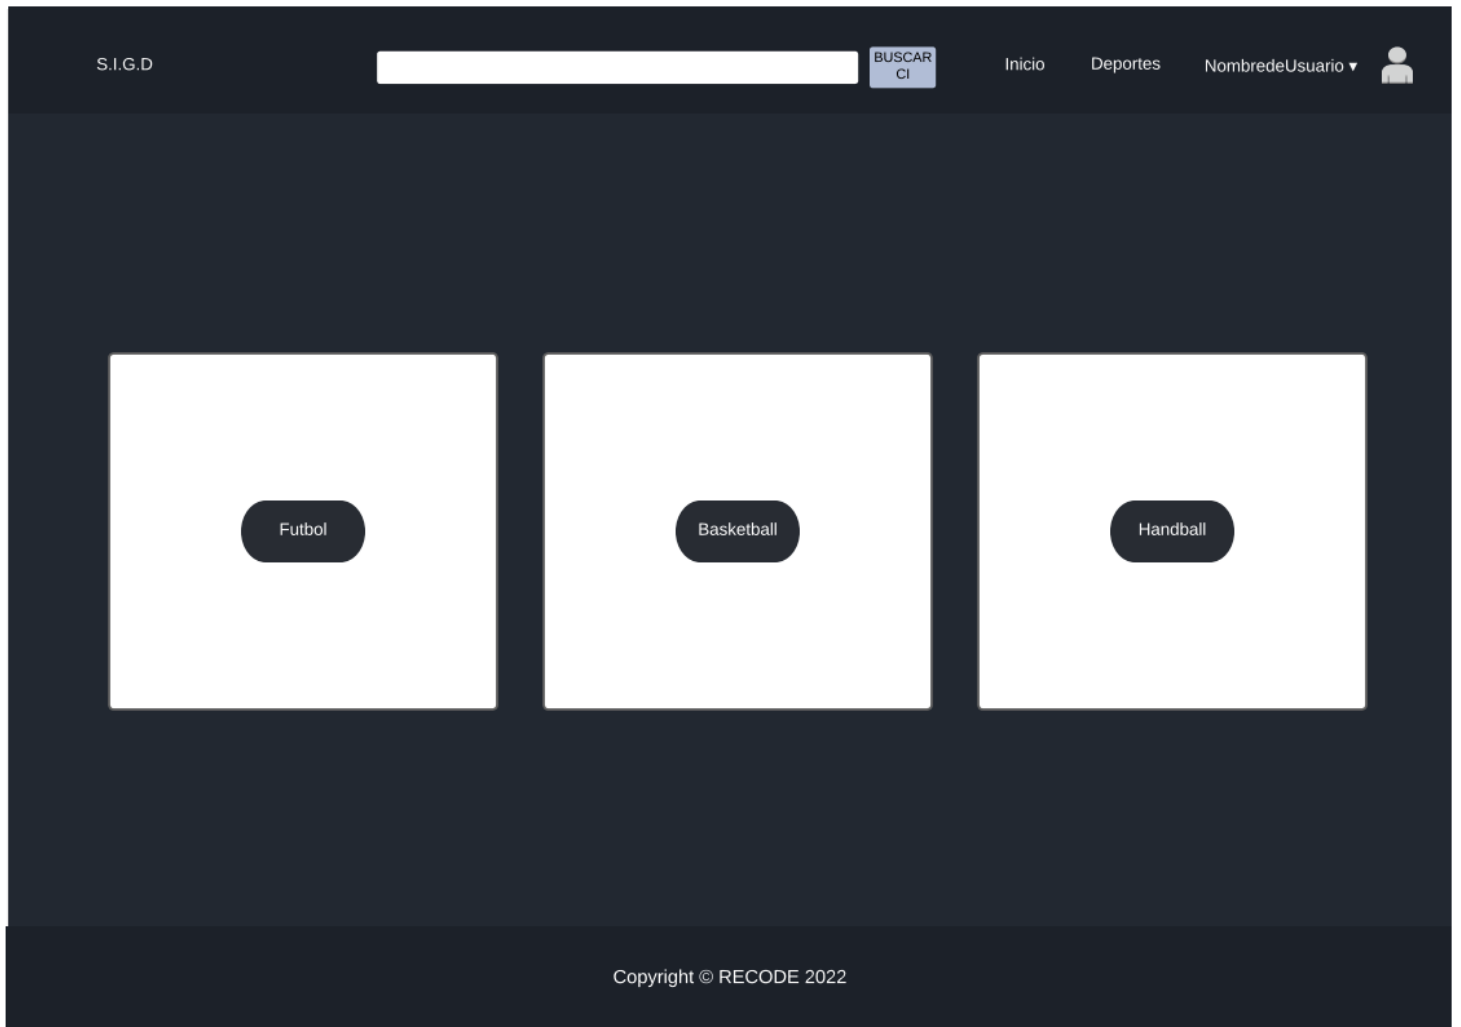 S.I.G.D
BUSCAR
CI
Inicio
Deportes
NombredeUsuario ▾
Futbol
Basketball
Handball
Copyright © RECODE 2022